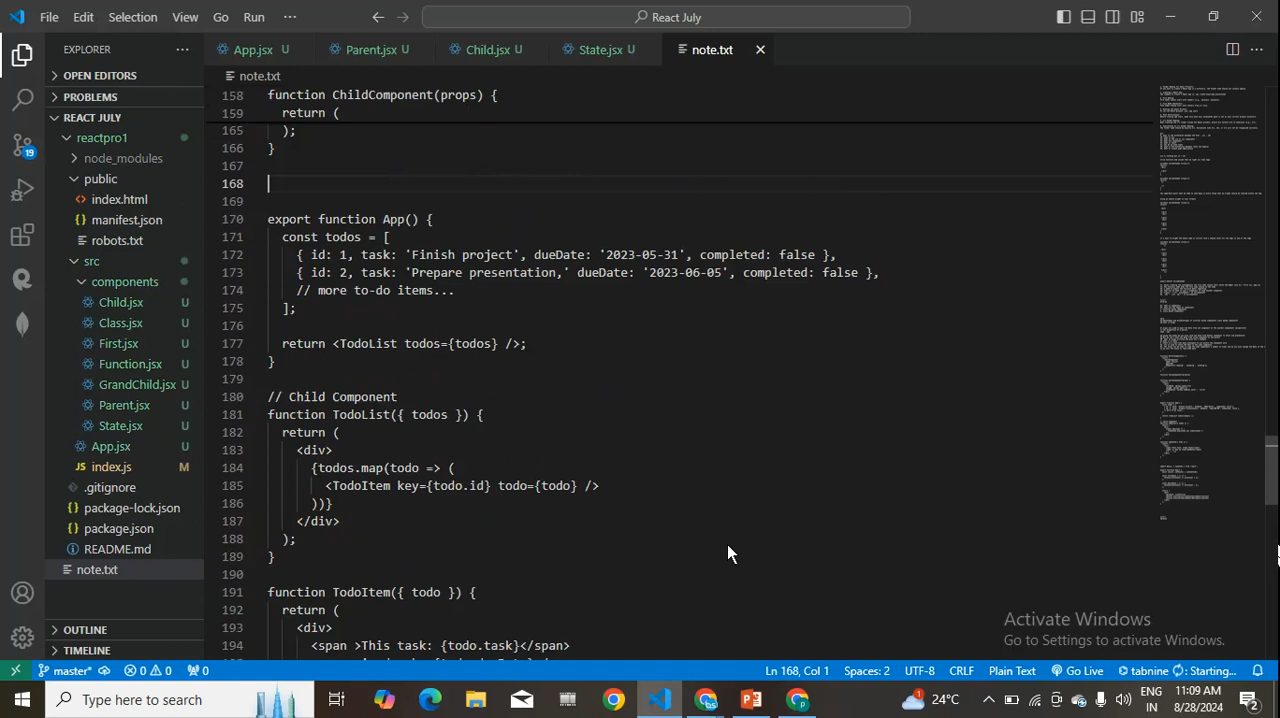 File Edit Selection View Go Run ··· React July
EXPLORER
App.jsx U Parent.jsx U Child.jsx U State.jsx U note.txt
note.txt
OPEN EDITORS
PROBLEMS
REACT JULY
reactpro1
node_modules
public
index.html
manifest.json
robots.txt
src
components
Child.jsx U
Class.jsx U
First.jsx U
Function.jsx U
GrandChild.jsx U
Parent.jsx U
State.jsx U
App.jsx U
index.js M
.gitignore
package-lock.json
package.json
README.md
note.txt
OUTLINE
TIMELINE
19
158 function ChildComponent(props) {
159 return (
165 );
166 }
167
168
169
170 export function App() {
171 const todos = [
172 { id: 1, task: 'Finish project', dueDate: '2023-05-31', completed: false },
173 { id: 2, task: 'Prepare presentation,' dueDate: '2023-06-05', completed: false },
174 // more to-do items...
175 ];
176
177 return <TodoList todos={todos} />;
178 }
179
180 // Child Component
181 function TodoList({ todos }) {
182 return (
183 <div>
184 {todos.map(todo => (
185 <TodoItem key={todo.id} todo={todo} />
186 ))}
187 </div>
188 );
189 }
190
191 function TodoItem({ todo }) {
192 return (
193 <div>
194 <span >This task: {todo.task}</span>
Activate Windows
Go to Settings to activate Windows.
master* 0 0 0 Ln 168, Col 1 Spaces: 2 UTF-8 CRLF Plain Text Go Live tabnine Starting...
Type here to search 24°C ENG IN 11:09 AM 8/28/2024 2